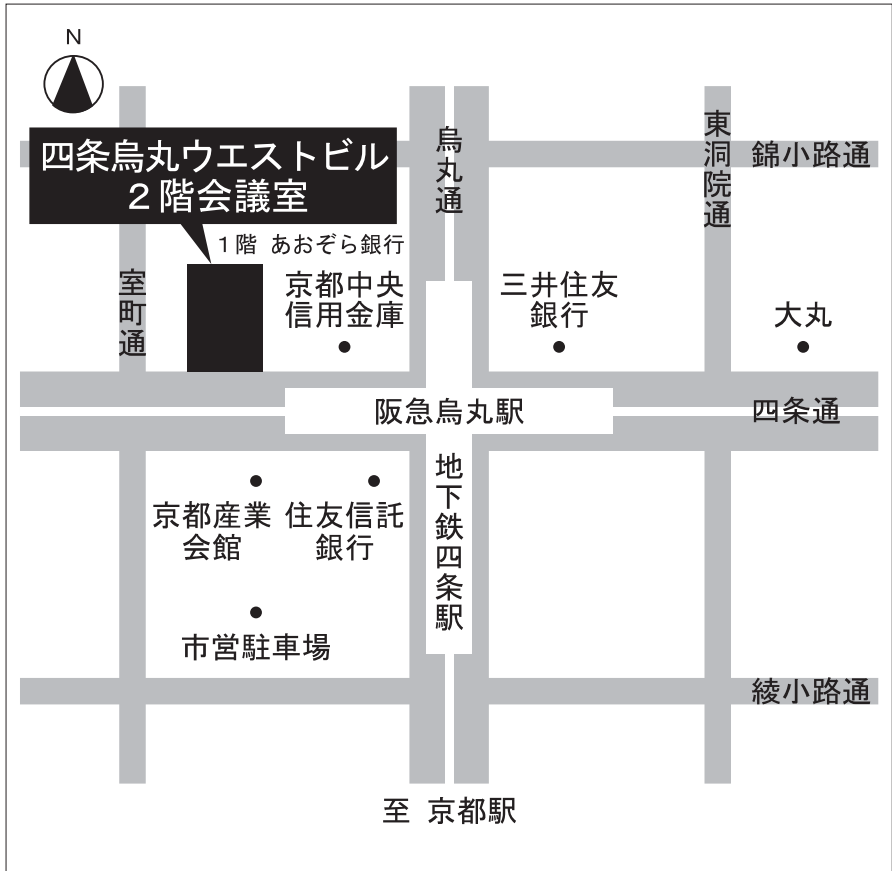 N
四条烏丸ウエストビル
２階会議室
１階 あおぞら銀行
烏丸通
東洞院通
錦小路通
室町通
京都中央
信用金庫
三井住友
銀行
大丸
阪急烏丸駅
四条通
地下鉄四条駅
京都産業
会館
住友信託
銀行
市営駐車場
綾小路通
至 京都駅